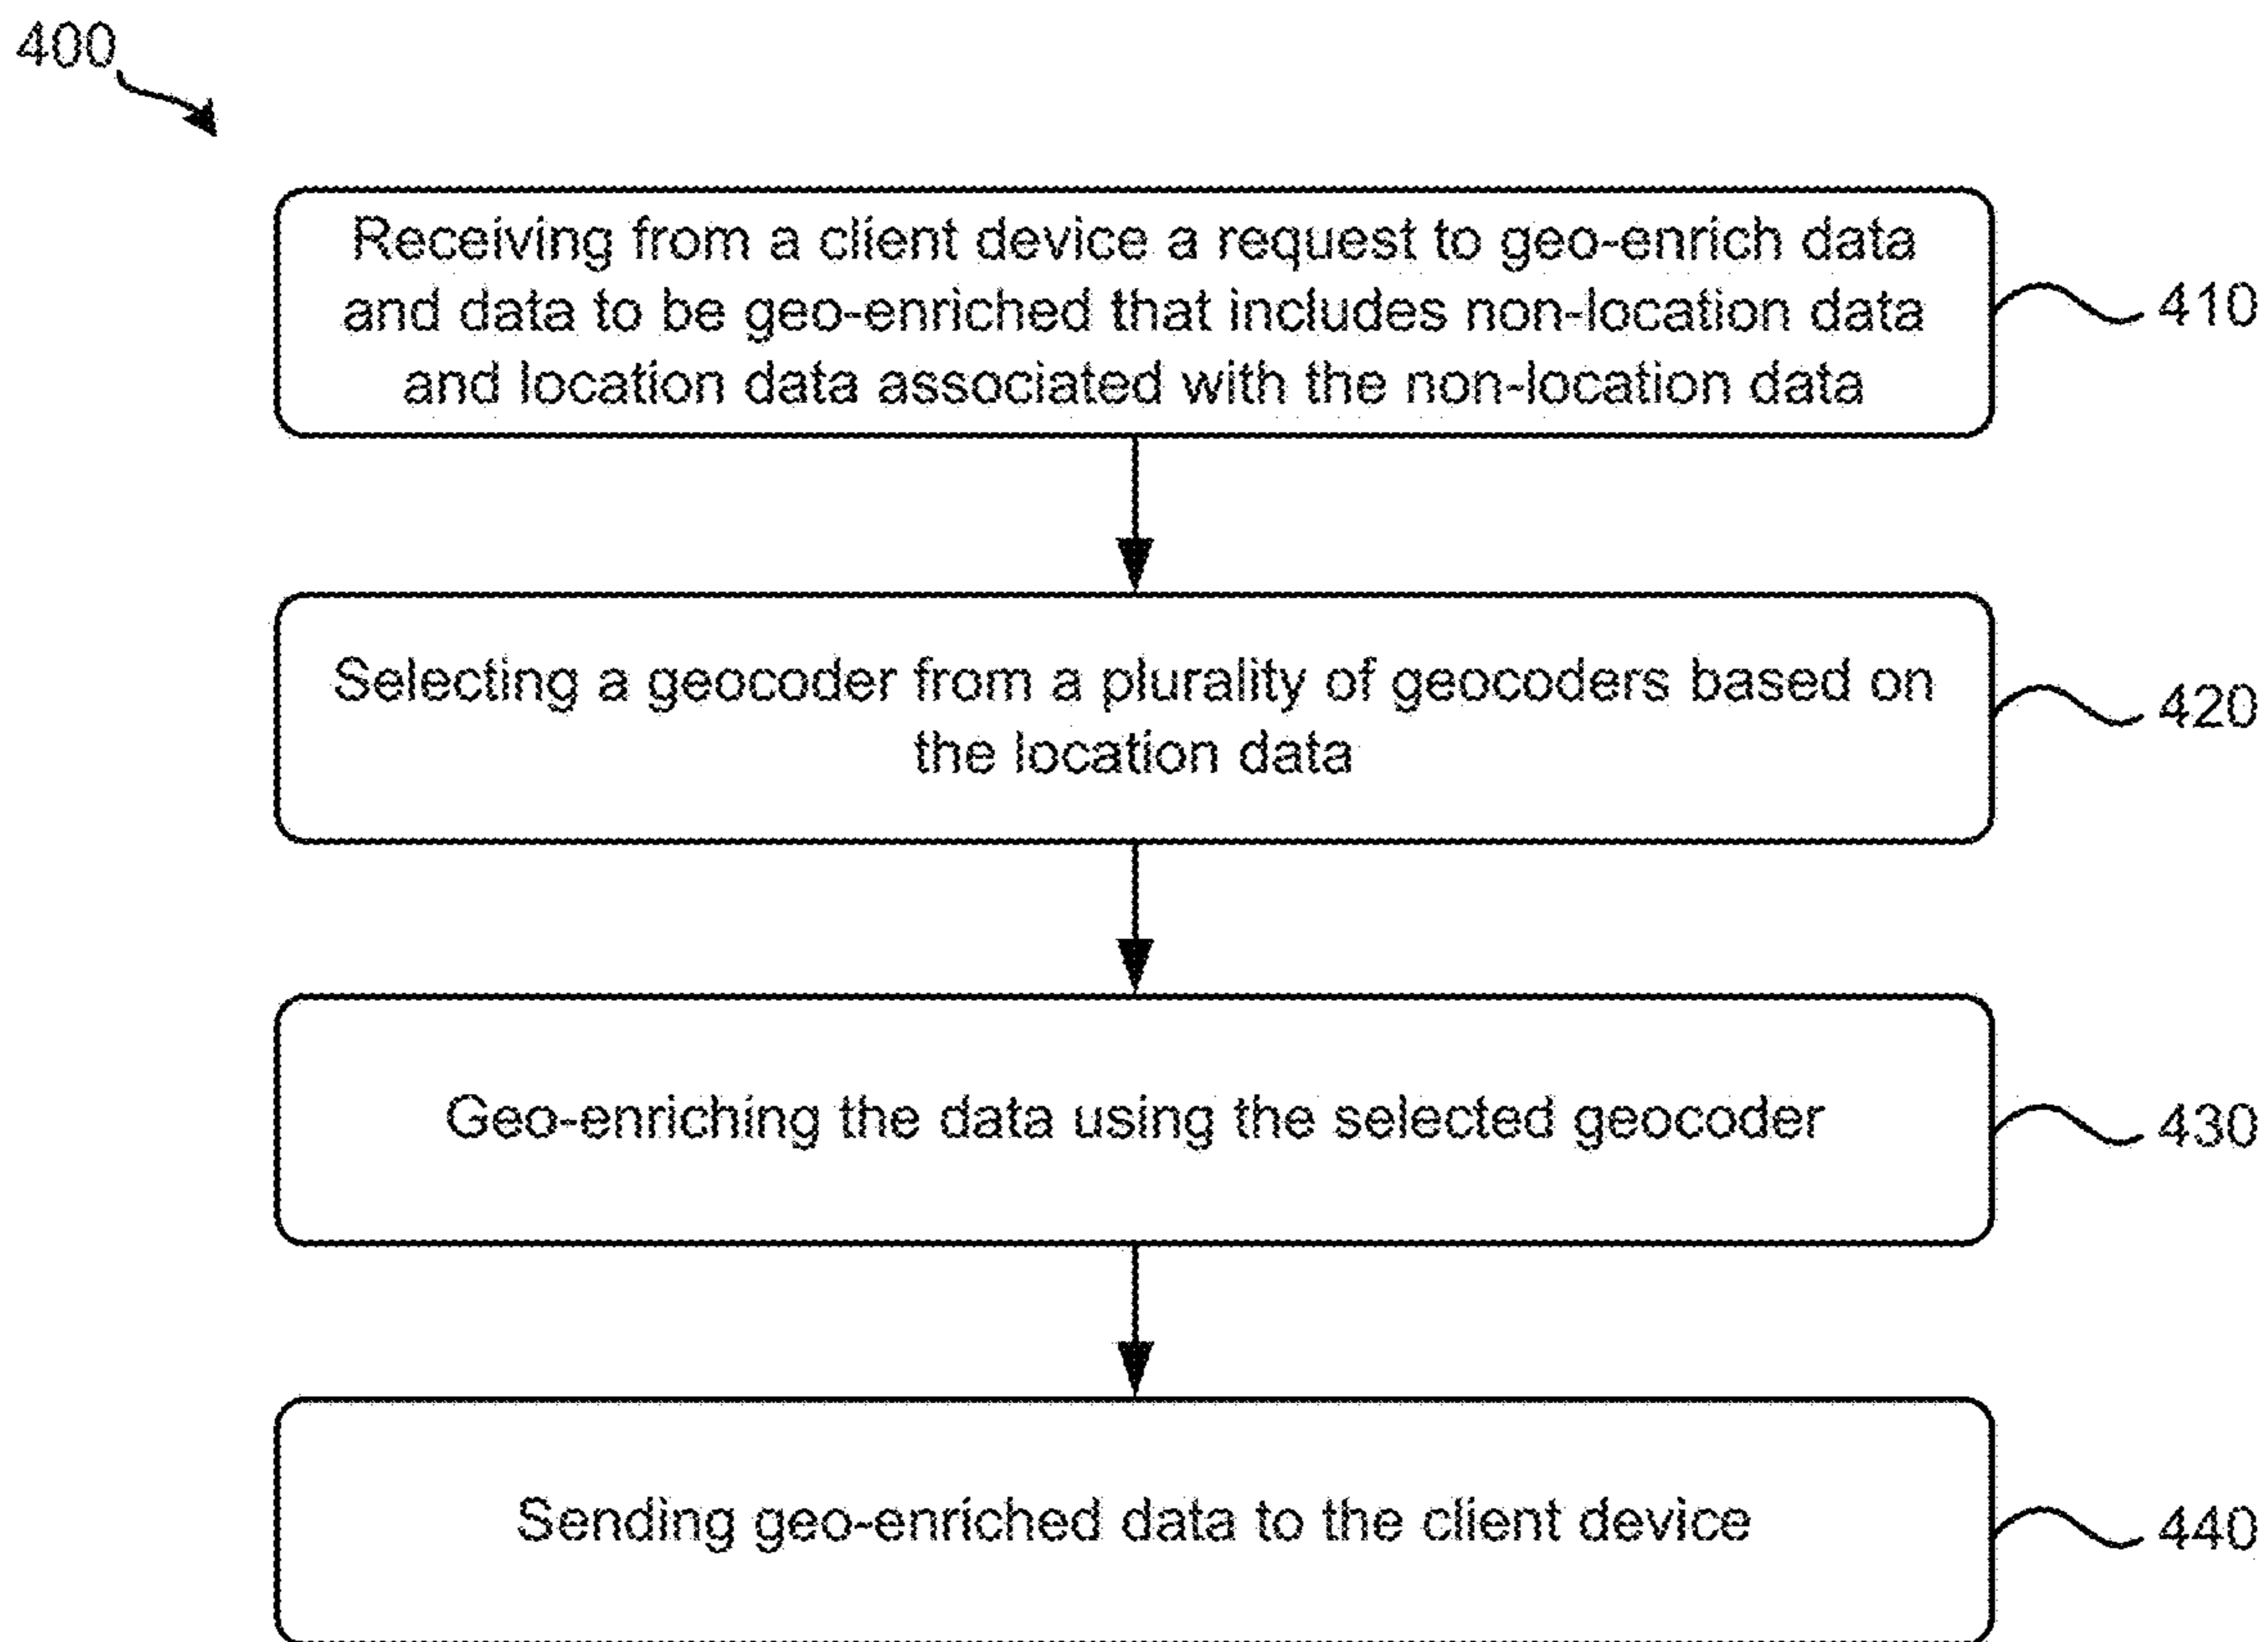 400
Receiving from a client device a request to geo-enrich data
and data to be geo-enriched that includes non-location data
and location data associated with the non-location data
410
Selecting a geocoder from a plurality of geocoders based on
the location data
420
Geo-enriching the data using the selected geocoder
430
Sending geo-enriched data to the client device
440